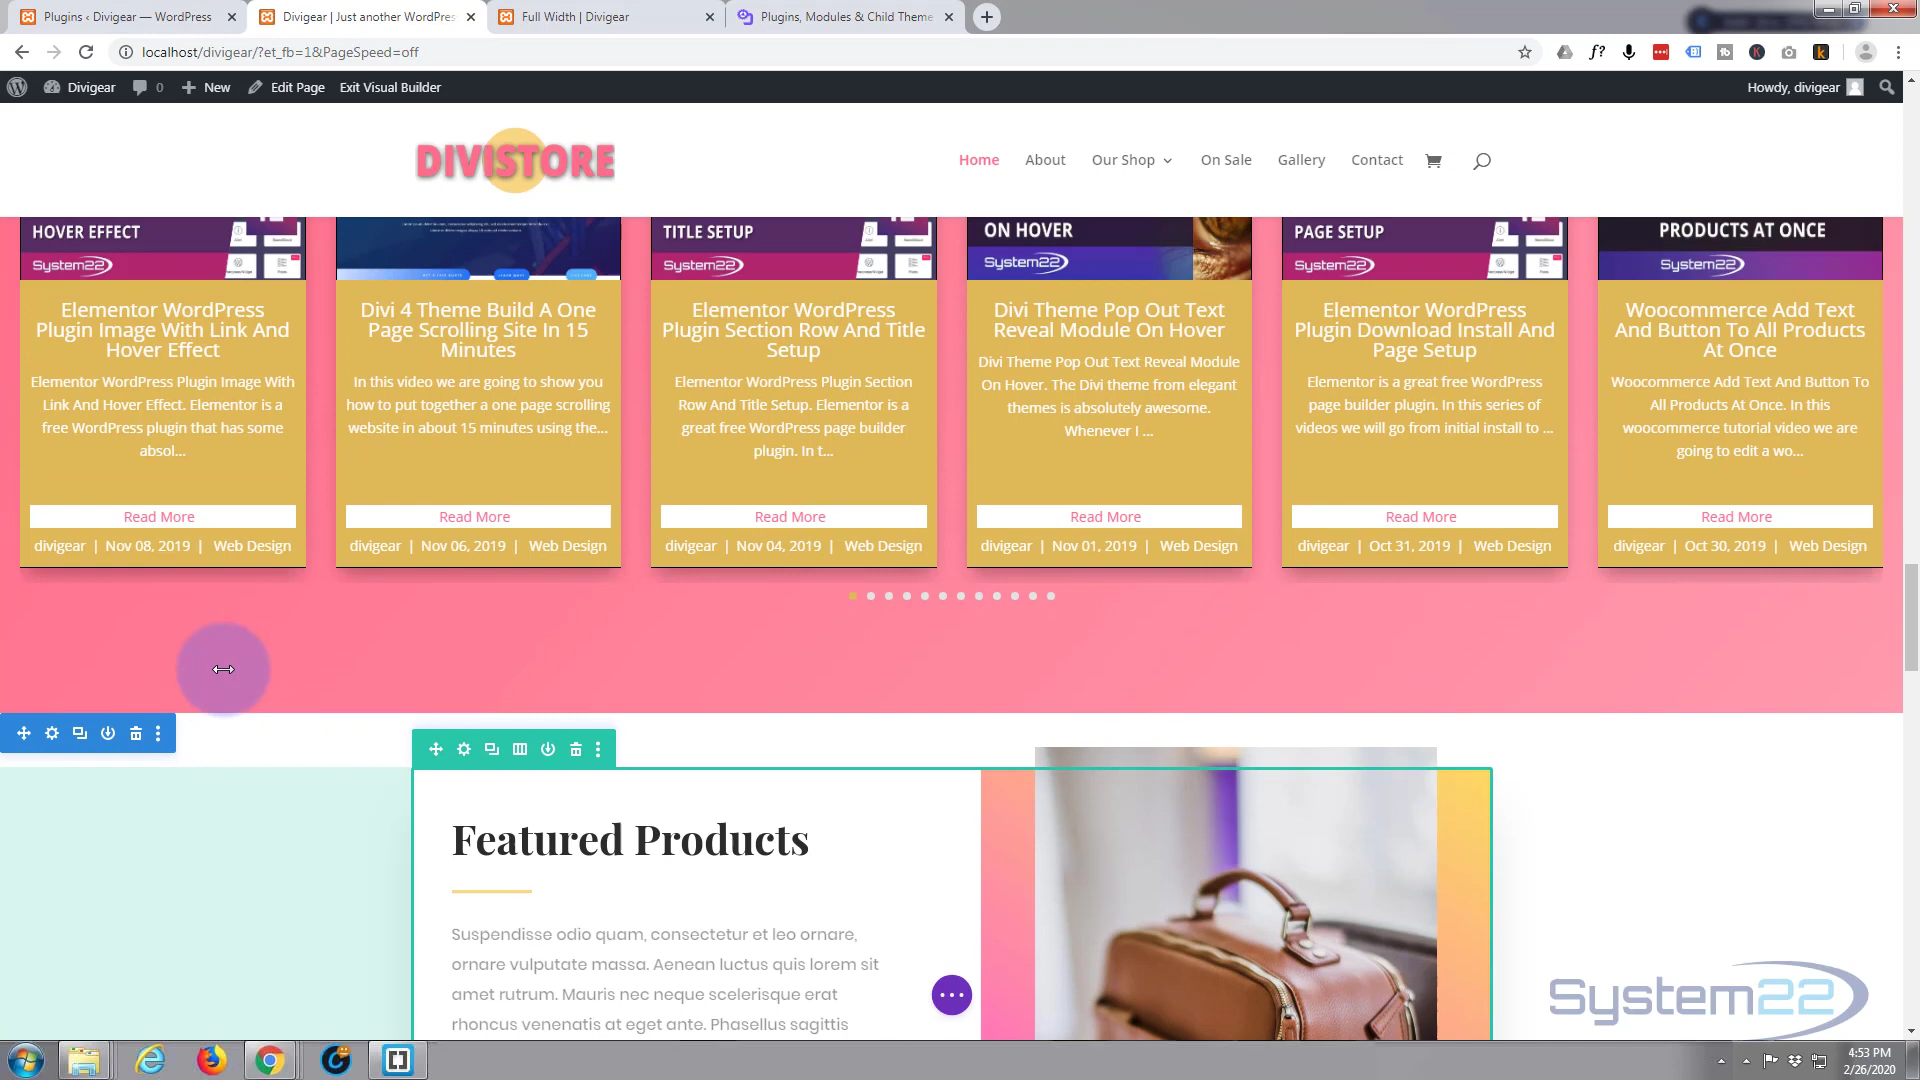 Plugins ‹ Divigear — WordPress
Divigear | Just another WordPres
Full Width | Divigear
Plugins, Modules & Child Theme
localhost/divigear/?et_fb=1&PageSpeed=off
Divigear 0 New Edit Page Exit Visual Builder Howdy, divigear
DIVISTORE
Home About Our Shop On Sale Gallery Contact
HOVER EFFECT
System22
TITLE SETUP
System22
ON HOVER
System22
PAGE SETUP
System22
PRODUCTS AT ONCE
System22
Elementor WordPress
Plugin Image With Link And
Hover Effect
Elementor WordPress Plugin Image With
Link And Hover Effect. Elementor is a
free WordPress plugin that has some
absol...
Read More
divigear | Nov 08, 2019 | Web Design
Divi 4 Theme Build A One
Page Scrolling Site In 15
Minutes
In this video we are going to show you
how to put together a one page scrolling
website in about 15 minutes using the...
Read More
divigear | Nov 06, 2019 | Web Design
Elementor WordPress
Plugin Section Row And Title
Setup
Elementor WordPress Plugin Section
Row And Title Setup. Elementor is a
great free WordPress page builder
plugin. In t...
Read More
divigear | Nov 04, 2019 | Web Design
Divi Theme Pop Out Text
Reveal Module On Hover
Divi Theme Pop Out Text Reveal Module
On Hover. The Divi theme from elegant
themes is absolutely awesome.
Whenever I ...
Read More
divigear | Nov 01, 2019 | Web Design
Elementor WordPress
Plugin Download Install And
Page Setup
Elementor is a great free WordPress
page builder plugin. In this series of
videos we will go from initial install to ...
Read More
divigear | Oct 31, 2019 | Web Design
Woocommerce Add Text
And Button To All Products
At Once
Woocommerce Add Text And Button To
All Products At Once. In this
woocommerce tutorial video we are
going to edit a wo...
Read More
divigear | Oct 30, 2019 | Web Design
Featured Products
Suspendisse odio quam, consectetur et leo ornare,
ornare vulputate massa. Aenean luctus quis lorem sit
amet rutrum. Mauris nec neque scelerisque erat
rhoncus venenatis at eget ante. Phasellus sagittis
System22
4:53 PM
2/26/2020